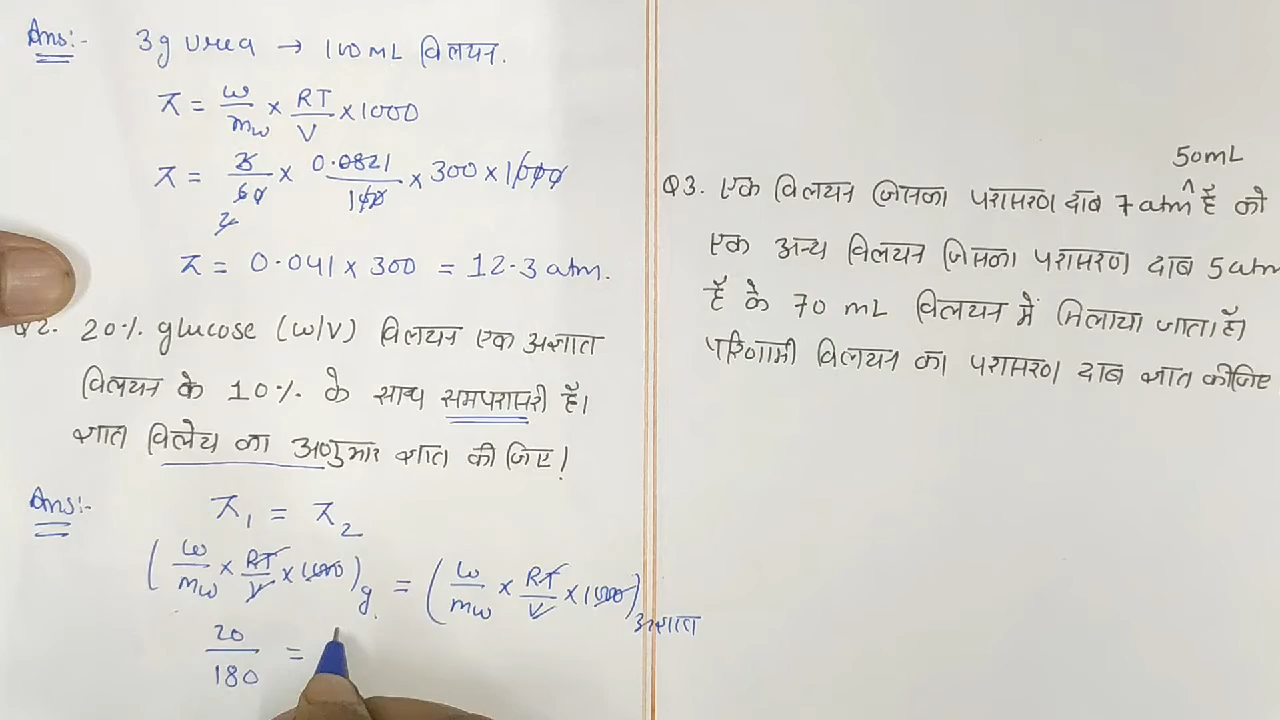 Ans:- 3g urea → 100mL विलयन.
π = w/mw × RT/V × 1000
π = 3/60 × 0.0821/100 × 300 × 1000
2
π = 0.041 × 300 = 12.3 atm.
Q2. 20% glucose (w/v) विलयन एक अज्ञात
विलयन के 10% के साथ समपरासरी है।
ज्ञात विलेय का अणुभार ज्ञात कीजिए!
Ans:- π1 = π2
(w/mw × RT/V × 1000)g. = (w/mw × RT/V × 1000)अज्ञात
20/180 =
50mL
Q3. एक विलयन जिसका परासरण दाब 7 atm ^ है को
एक अन्य विलयन जिसका परासरण दाब 5 atm
है के 70 mL विलयन में मिलाया जाता है।
परिणामी विलयन का परासरण दाब ज्ञात कीजिए